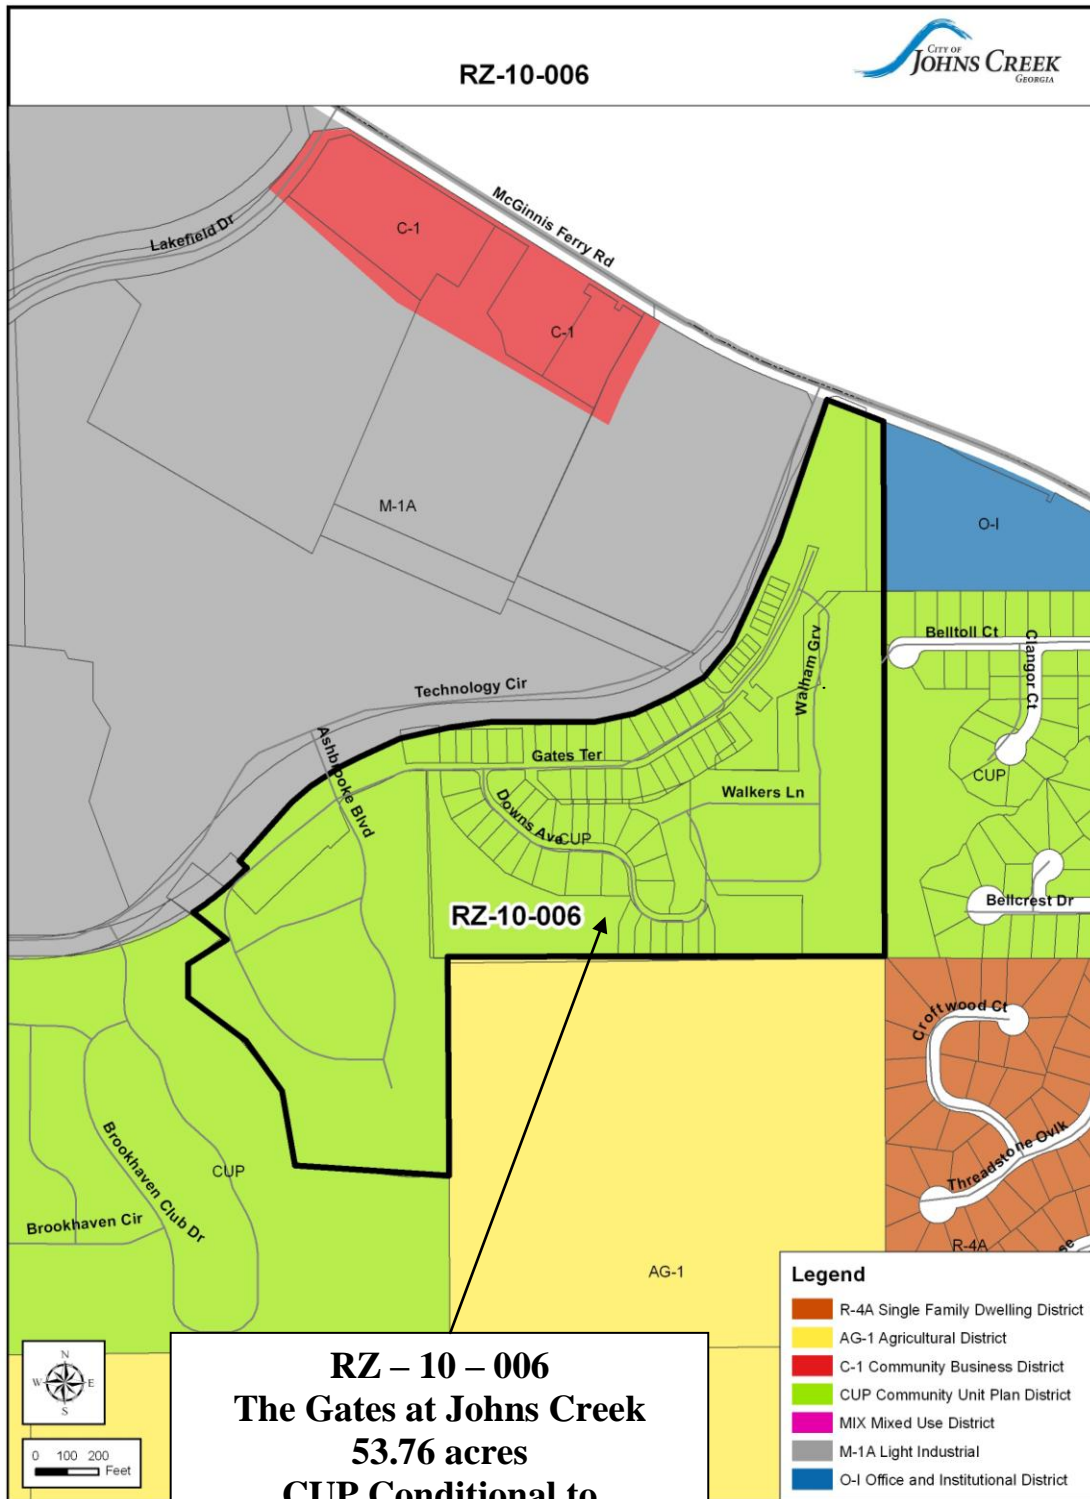 RZ-10-006
CITY OF
JOHNS CREEK
GEORGIA
McGinnis Ferry Rd
Lakefield Dr
C-1
C-1
M-1A
O-I
Belltoll Ct
Clangor Ct
Walham Grv
Technology Cir
Ashbrooke Blvd
Gates Ter
CUP
Walkers Ln
Downs Ave
CUP
Bellcrest Dr
RZ-10-006
Croftwood Ct
Threadstone Ovlk
Brookhaven Club Dr
CUP
Brookhaven Cir
R-4A
se
AG-1
Legend
R-4A Single Family Dwelling District
AG-1 Agricultural District
C-1 Community Business District
CUP Community Unit Plan District
MIX Mixed Use District
M-1A Light Industrial
O-I Office and Institutional District
N
W E
S
0 100 200
Feet
RZ – 10 – 006
The Gates at Johns Creek
53.76 acres
CUP Conditional to